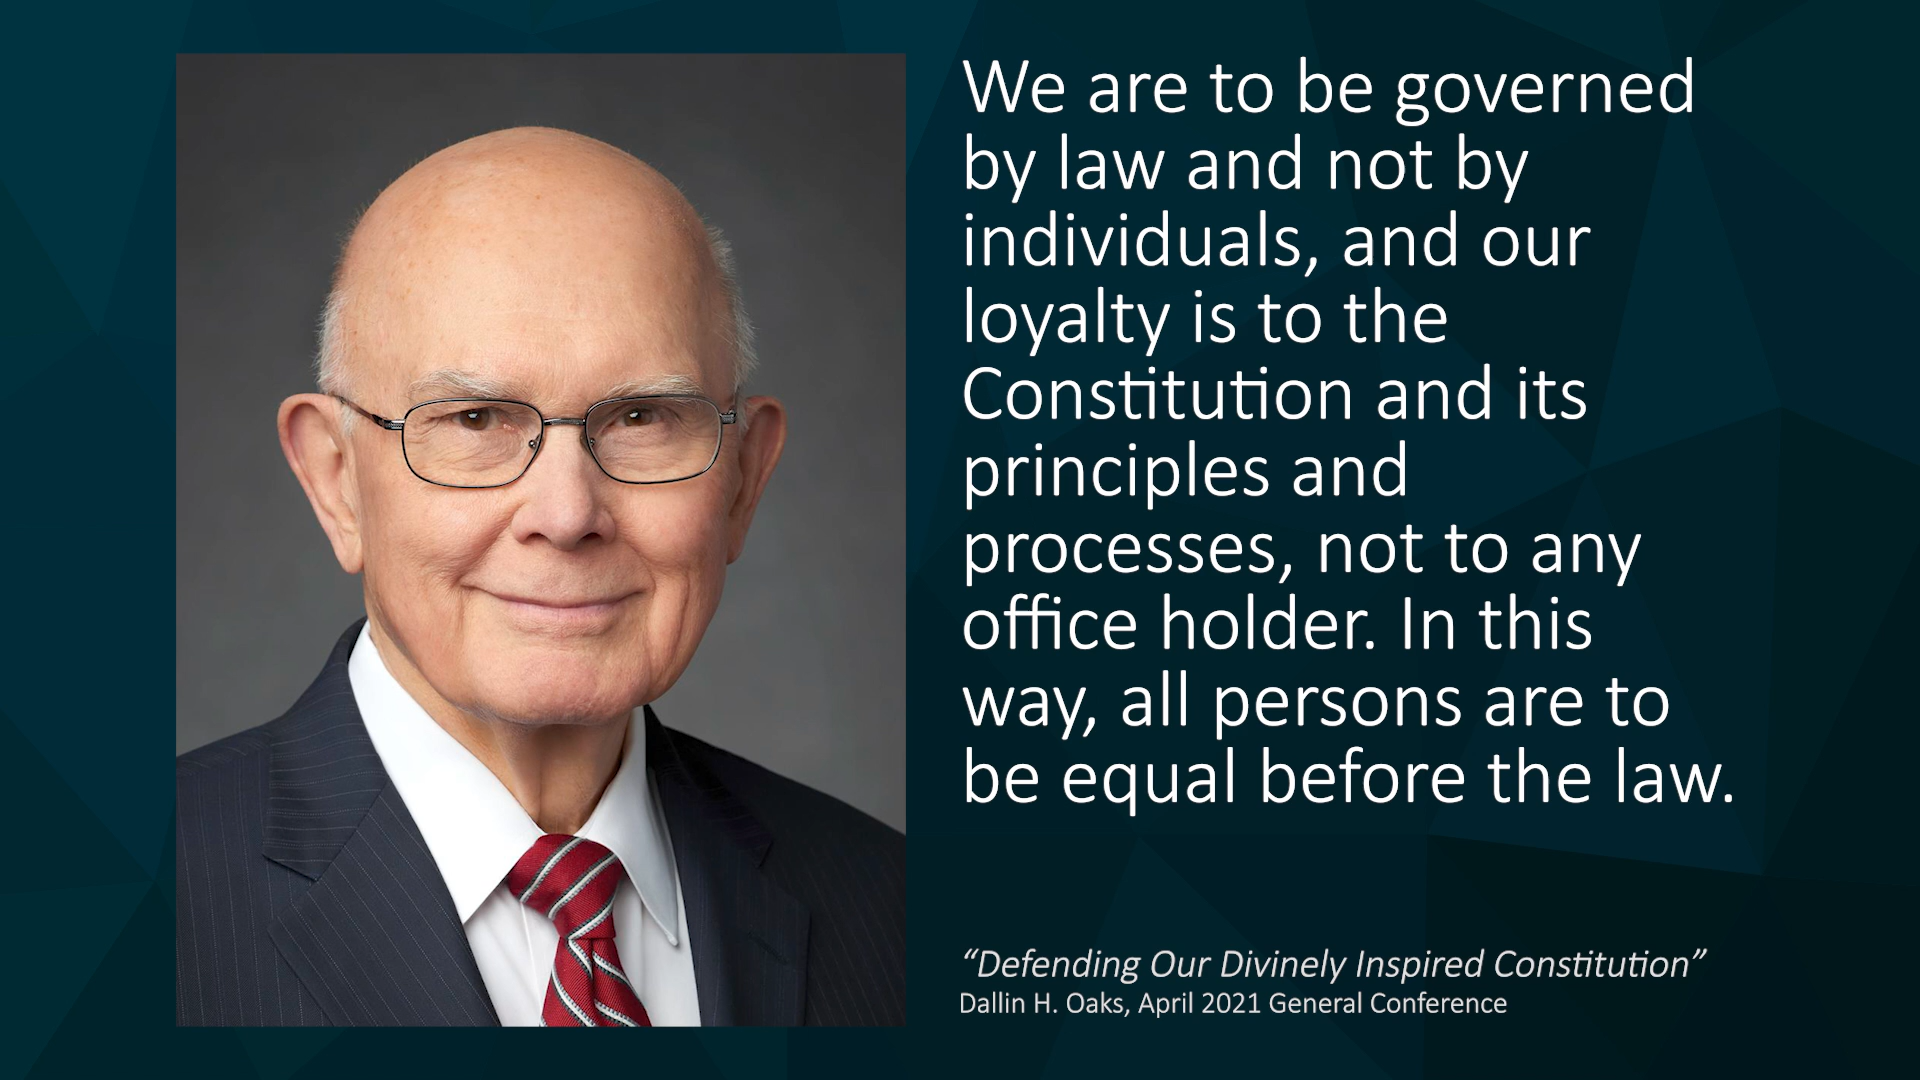 We are to be governed
by law and not by
individuals, and our
loyalty is to the
Constitution and its
principles and
processes, not to any
office holder. In this
way, all persons are to
be equal before the law.
“Defending Our Divinely Inspired Constitution”
Dallin H. Oaks, April 2021 General Conference